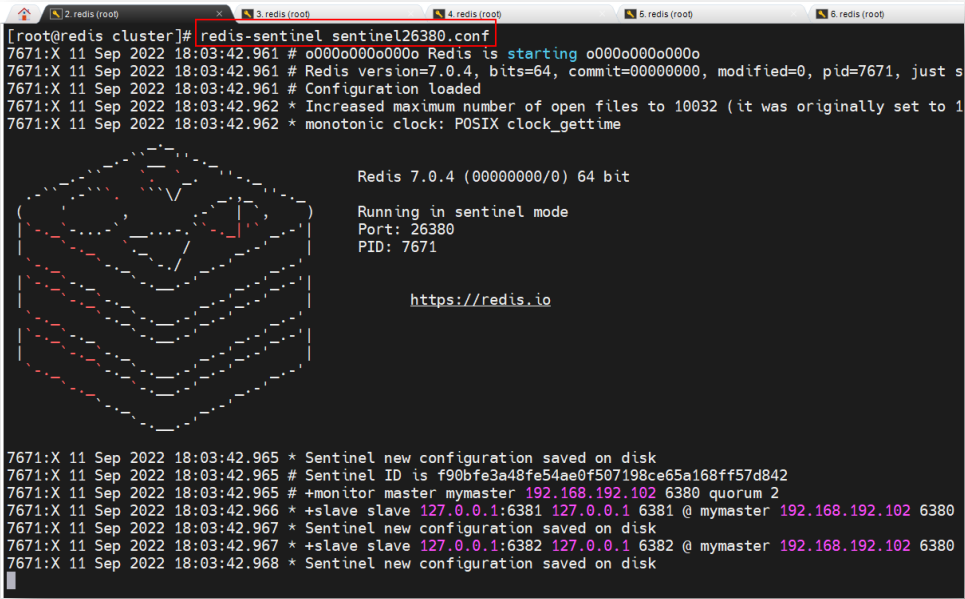 2. redis (root)
3. redis (root)
4. redis (root)
5. redis (root)
6. redis (root)
[root@redis cluster]# redis-sentinel sentinel26380.conf
7671:X 11 Sep 2022 18:03:42.961 # oO0OoO0OoO0Oo Redis is starting oO0OoO0OoO0Oo
7671:X 11 Sep 2022 18:03:42.961 # Redis version=7.0.4, bits=64, commit=00000000, modified=0, pid=7671, just s
7671:X 11 Sep 2022 18:03:42.961 # Configuration loaded
7671:X 11 Sep 2022 18:03:42.962 * Increased maximum number of open files to 10032 (it was originally set to 1
7671:X 11 Sep 2022 18:03:42.962 * monotonic clock: POSIX clock_gettime
Redis 7.0.4 (00000000/0) 64 bit
Running in sentinel mode
Port: 26380
PID: 7671
https://redis.io
7671:X 11 Sep 2022 18:03:42.965 * Sentinel new configuration saved on disk
7671:X 11 Sep 2022 18:03:42.965 # Sentinel ID is f90bfe3a48fe54ae0f507198ce65a168ff57d842
7671:X 11 Sep 2022 18:03:42.965 # +monitor master mymaster 192.168.192.102 6380 quorum 2
7671:X 11 Sep 2022 18:03:42.966 * +slave slave 127.0.0.1:6381 127.0.0.1 6381 @ mymaster 192.168.192.102 6380
7671:X 11 Sep 2022 18:03:42.967 * Sentinel new configuration saved on disk
7671:X 11 Sep 2022 18:03:42.967 * +slave slave 127.0.0.1:6382 127.0.0.1 6382 @ mymaster 192.168.192.102 6380
7671:X 11 Sep 2022 18:03:42.968 * Sentinel new configuration saved on disk